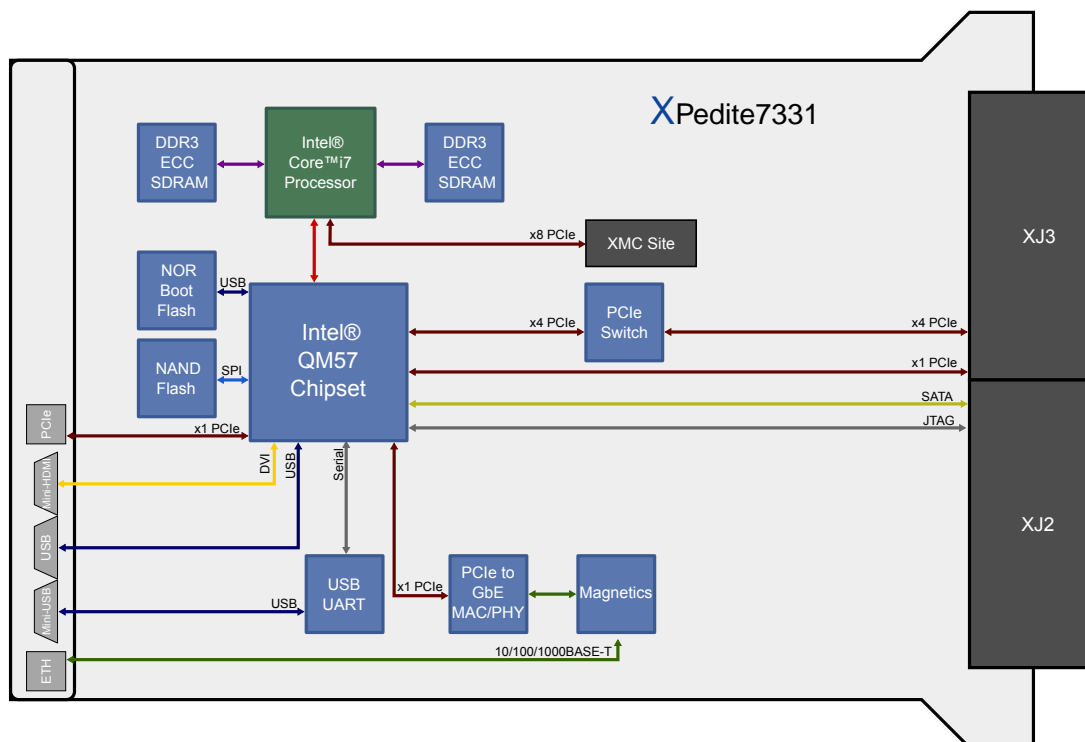 XPedite7331
DDR3
ECC
SDRAM
Intel®
Core™i7
Processor
DDR3
ECC
SDRAM
x8 PCIe
XMC Site
XJ3
NOR
Boot
Flash
USB
Intel®
QM57
Chipset
x4 PCIe
PCIe
Switch
x4 PCIe
NAND
Flash
SPI
x1 PCIe
SATA
JTAG
PCIe
x1 PCIe
Mini-HDMI
DVI
USB
Serial
USB
XJ2
Mini-USB
USB
USB
UART
x1 PCIe
PCIe to
GbE
MAC/PHY
Magnetics
ETH
10/100/1000BASE-T